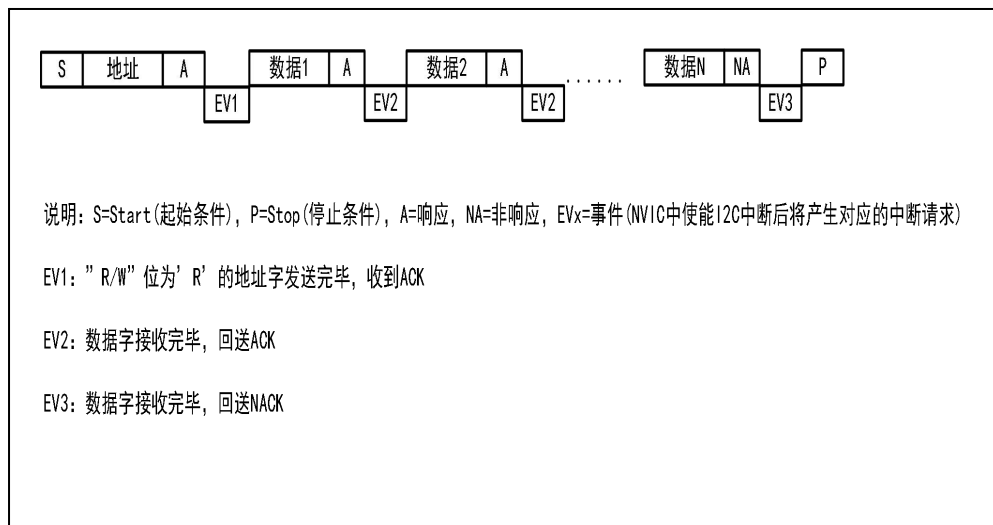 S 地址 A 数据1 A 数据2 A ...... 数据N NA P
EV1 EV2 EV2 EV3
说明：S=Start(起始条件)，P=Stop(停止条件)，A=响应，NA=非响应，EVx=事件(NVIC中使能I2C中断后将产生对应的中断请求)
EV1：”R/W”位为’R’的地址字发送完毕，收到ACK
EV2：数据字接收完毕，回送ACK
EV3：数据字接收完毕，回送NACK